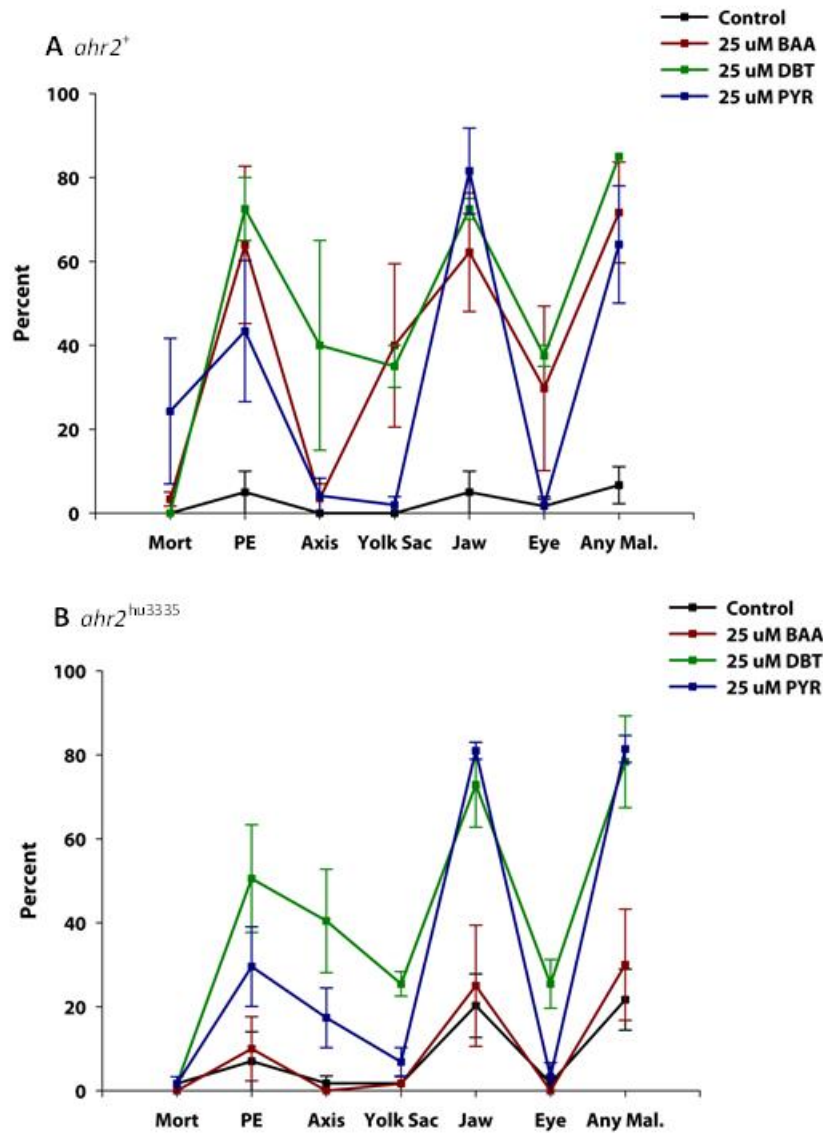 Control
25 uM BAA
25 uM DBT
25 uM PYR
A ahr2⁺
100
80
60
40
20
0
Percent
Mort PE Axis Yolk Sac Jaw Eye Any Mal.
Control
25 uM BAA
25 uM DBT
25 uM PYR
B ahr2ʰᵘ³³³⁵
100
80
60
40
20
0
Percent
Mort PE Axis Yolk Sac Jaw Eye Any Mal.